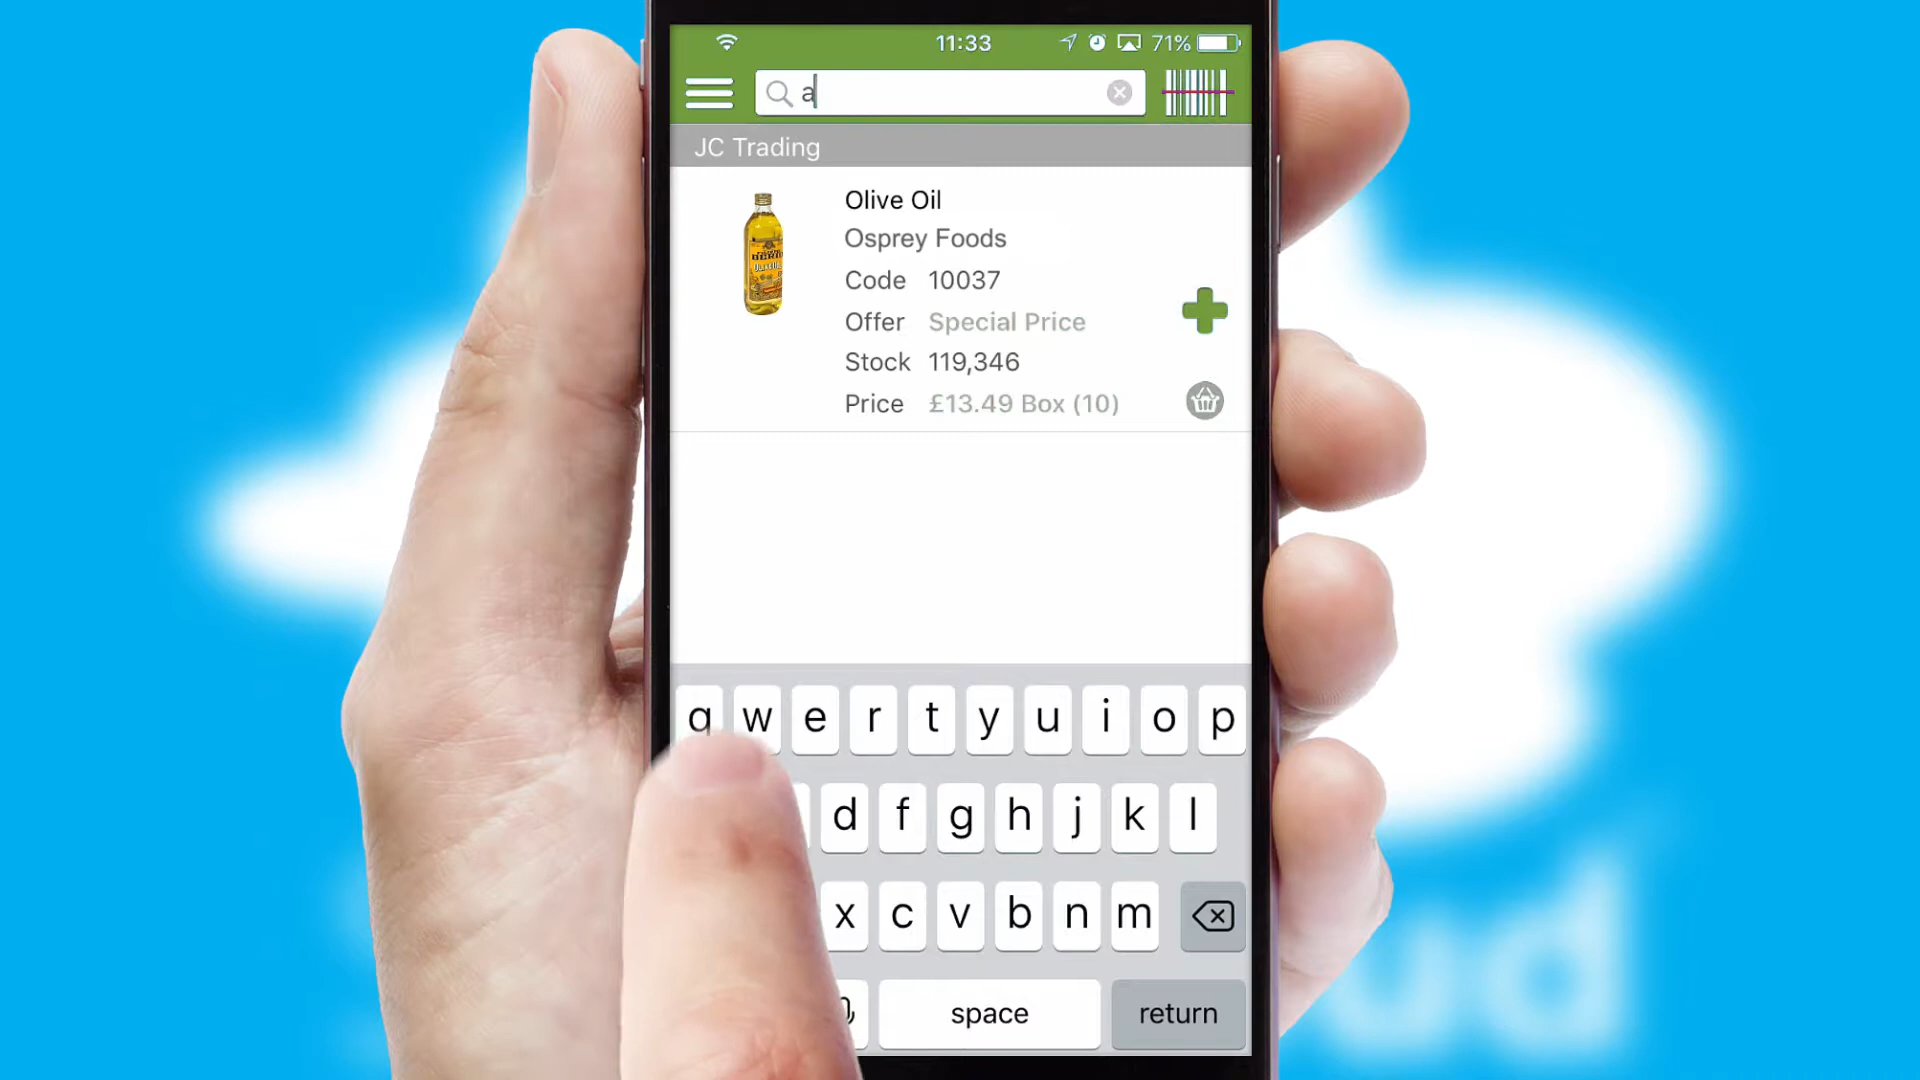 11:33 71%
a
JC Trading
Olive Oil
Osprey Foods
Code 10037
Offer Special Price
Stock 119,346
Price £13.49 Box (10)
q w e r t y u i o p
d f g h j k l
x c v b n m
space return
ud